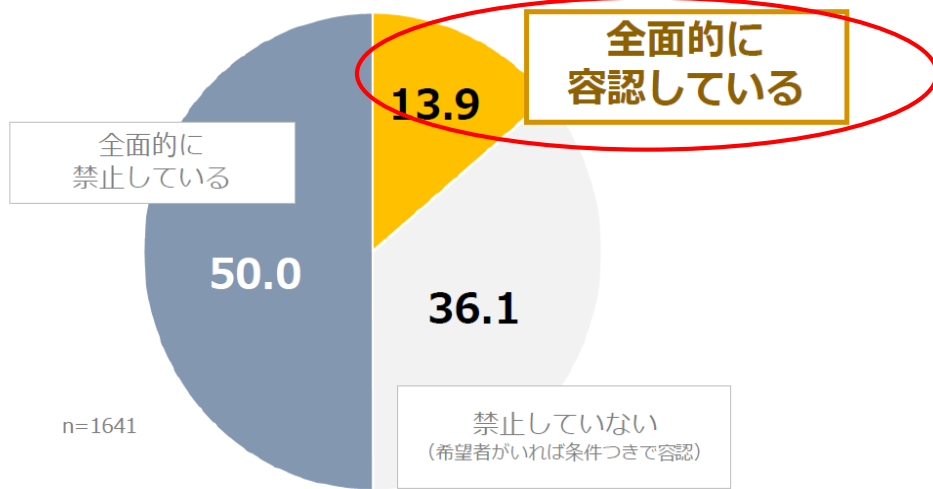 全面的に
容認している
13.9
全面的に
禁止している
50.0
36.1
禁止していない
（希望者がいれば条件つきで容認）
n=1641